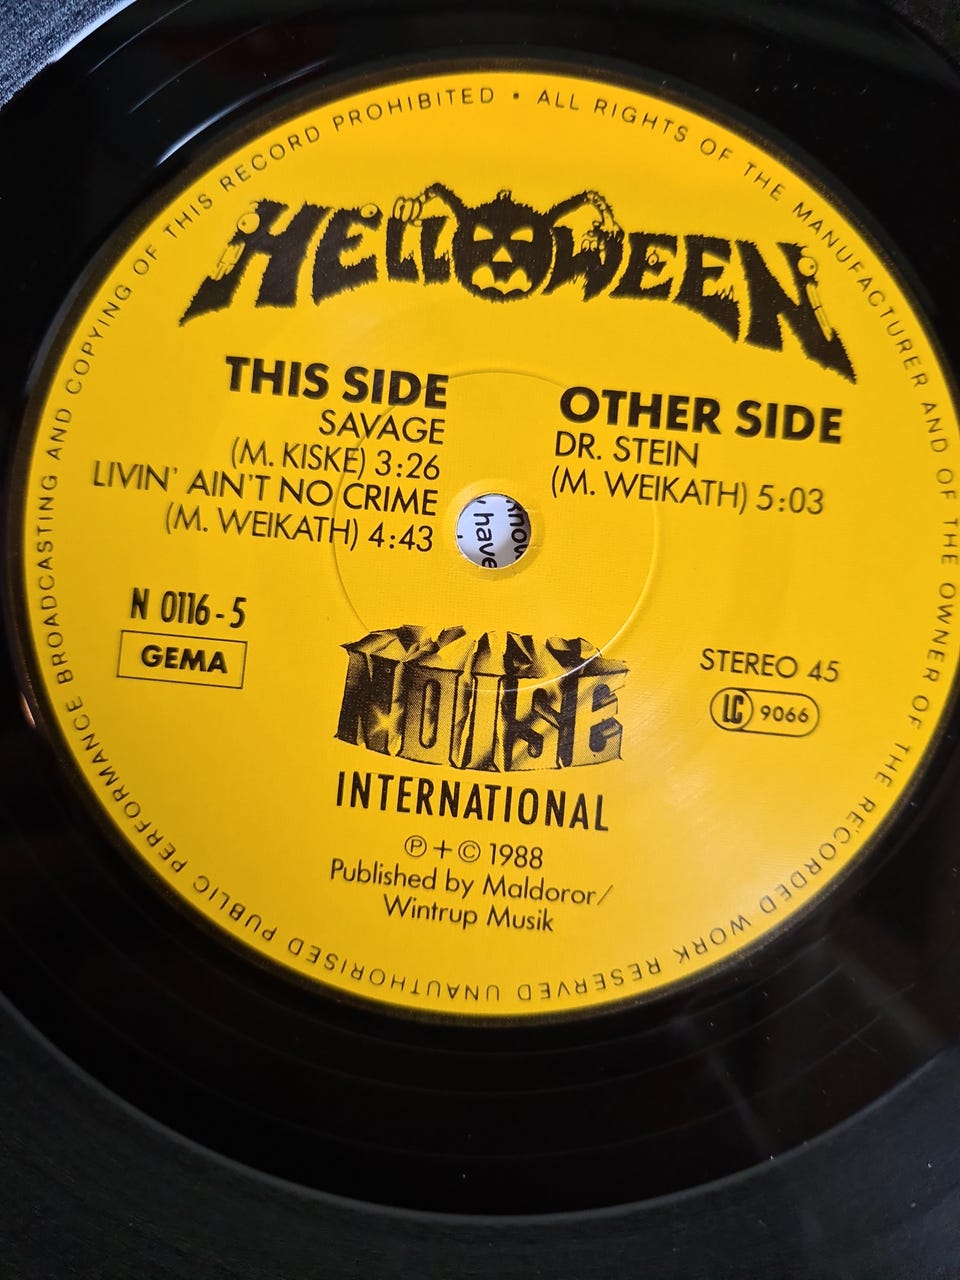 ALL RIGHTS OF THE MANUFACTURER AND OF THE OWNER OF THE RECORDED WORK RESERVED UNAUTHORISED PUBLIC PERFORMANCE BROADCASTING AND COPYING OF THIS RECORD PROHIBITED •
HELLOWEEN
THIS SIDE
SAVAGE
(M. KISKE) 3:26
LIVIN' AIN'T NO CRIME
(M. WEIKATH) 4:43
OTHER SIDE
DR. STEIN
(M. WEIKATH) 5:03
know
have
N 0116-5
GEMA
STEREO 45
LC 9066
NOISE
INTERNATIONAL
℗ + © 1988
Published by Maldoror/
Wintrup Musik